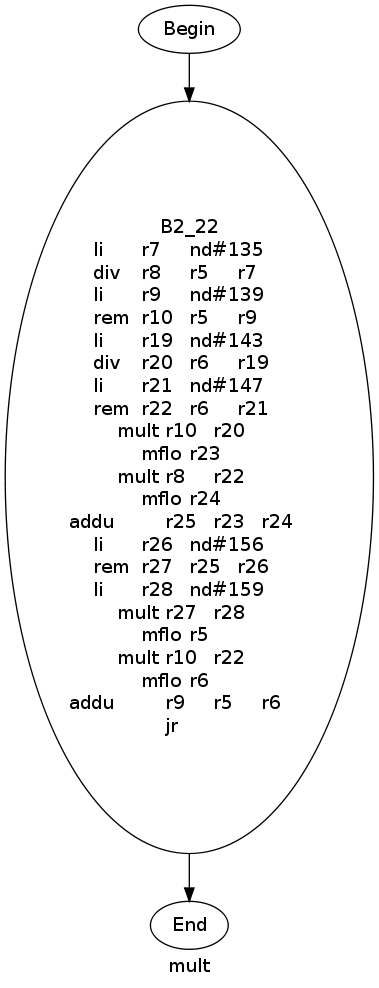 Begin
B2_22
li r7 nd#135
div r8 r5 r7
li r9 nd#139
rem r10 r5 r9
li r19 nd#143
div r20 r6 r19
li r21 nd#147
rem r22 r6 r21
mult r10 r20
mflo r23
mult r8 r22
mflo r24
addu r25 r23 r24
li r26 nd#156
rem r27 r25 r26
li r28 nd#159
mult r27 r28
mflo r5
mult r10 r22
mflo r6
addu r9 r5 r6
jr
End
mult